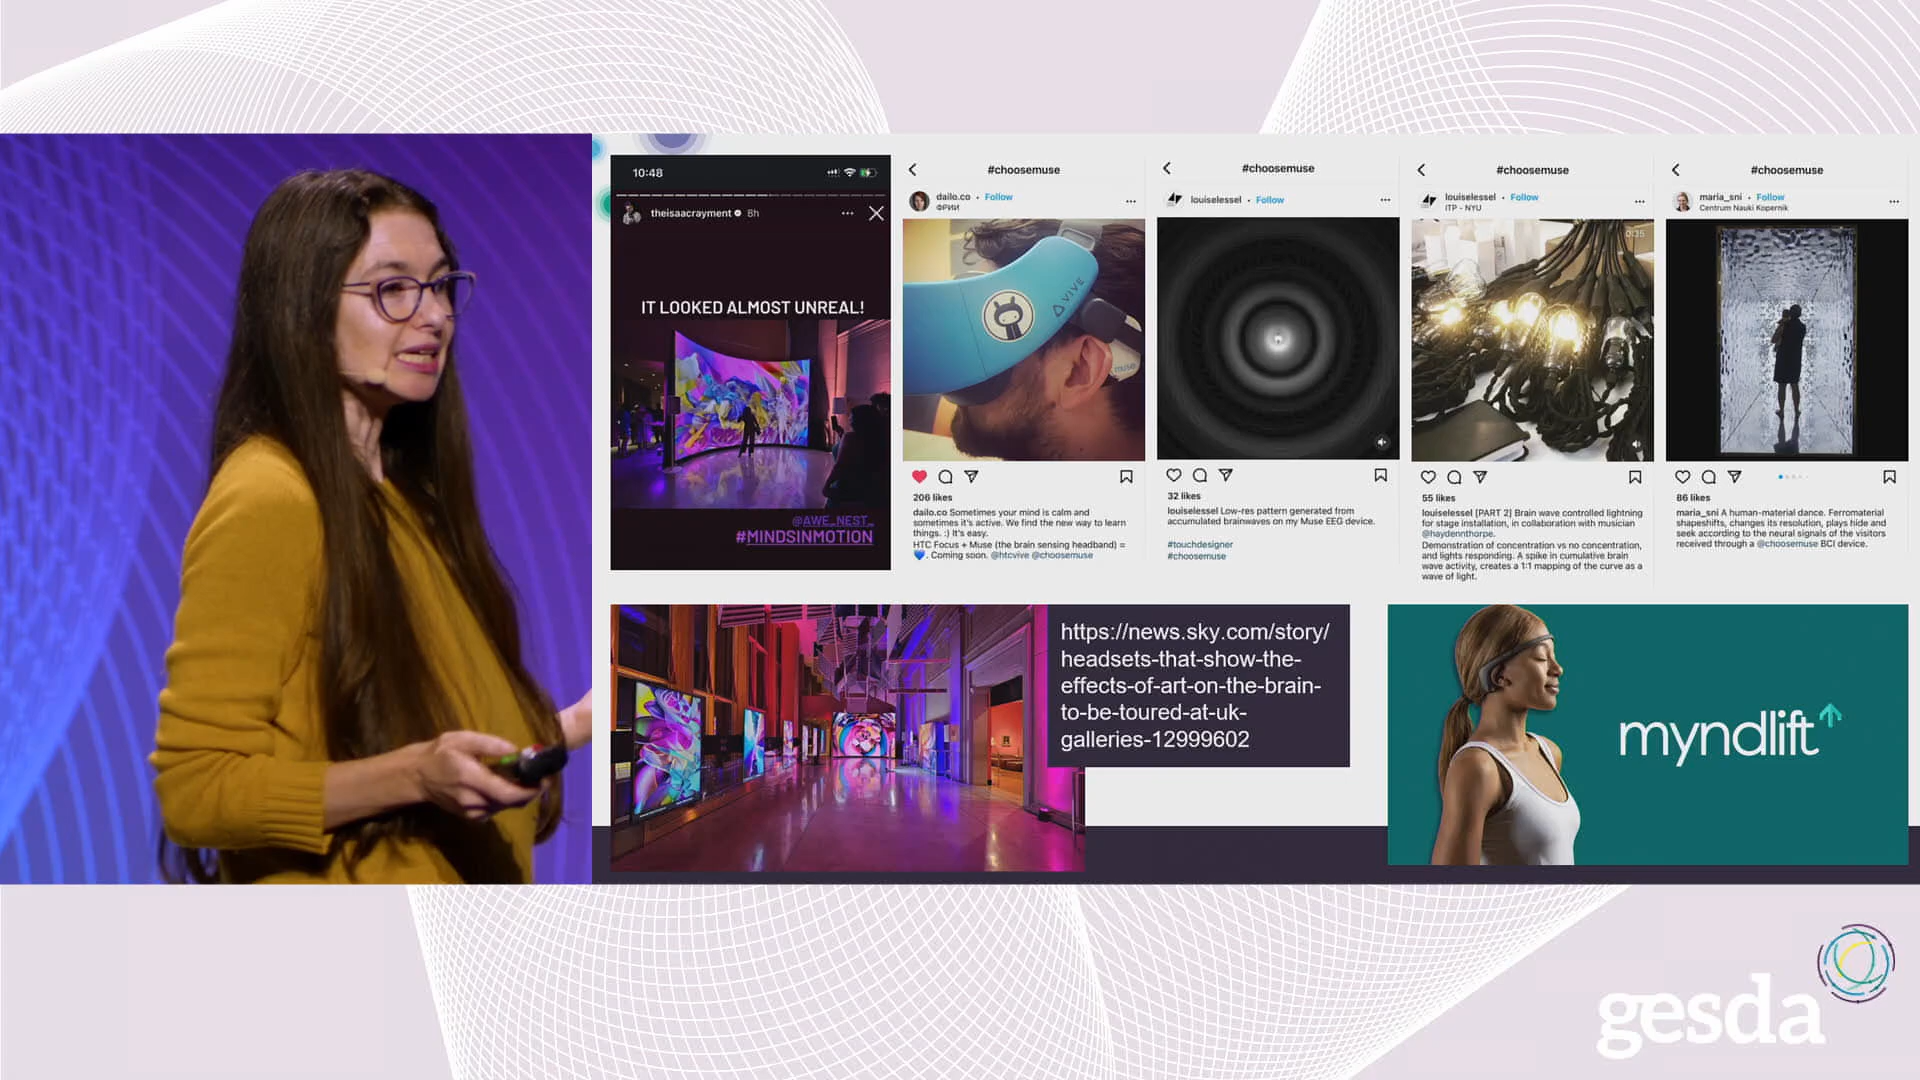 10:48
theisaacrayment 8h
IT LOOKED ALMOST UNREAL!
@AWE_NEST_
#MINDSINMOTION
#choosemuse
dailo.co • Follow
ФРИИ
VIVE
muse
206 likes
dailo.co Sometimes your mind is calm and
sometimes it's active. We find the new way to learn
things. :) It's easy.
HTC Focus + Muse (the brain sensing headband) =
💙. Coming soon. @htcvive @choosemuse
#choosemuse
louiselessel • Follow
32 likes
louiselessel Low-res pattern generated from
accumulated brainwaves on my Muse EEG device.
#touchdesigner
#choosemuse
#choosemuse
louiselessel • Follow
ITP - NYU
0:35
55 likes
louiselessel [PART 2] Brain wave controlled lightning
for stage installation, in collaboration with musician
@haydennthorpe.
Demonstration of concentration vs no concentration,
and lights responding. A spike in cumulative brain
wave activity, creates a 1:1 mapping of the curve as a
wave of light.
#choosemuse
maria_sni • Follow
Centrum Nauki Kopernik
86 likes
maria_sni A human-material dance. Ferromaterial
shapeshifts, changes its resolution, plays hide and
seek according to the neural signals of the visitors
received through a @choosemuse BCI device.
https://news.sky.com/story/
headsets-that-show-the-
effects-of-art-on-the-brain-
to-be-toured-at-uk-
galleries-12999602
myndlift
gesda